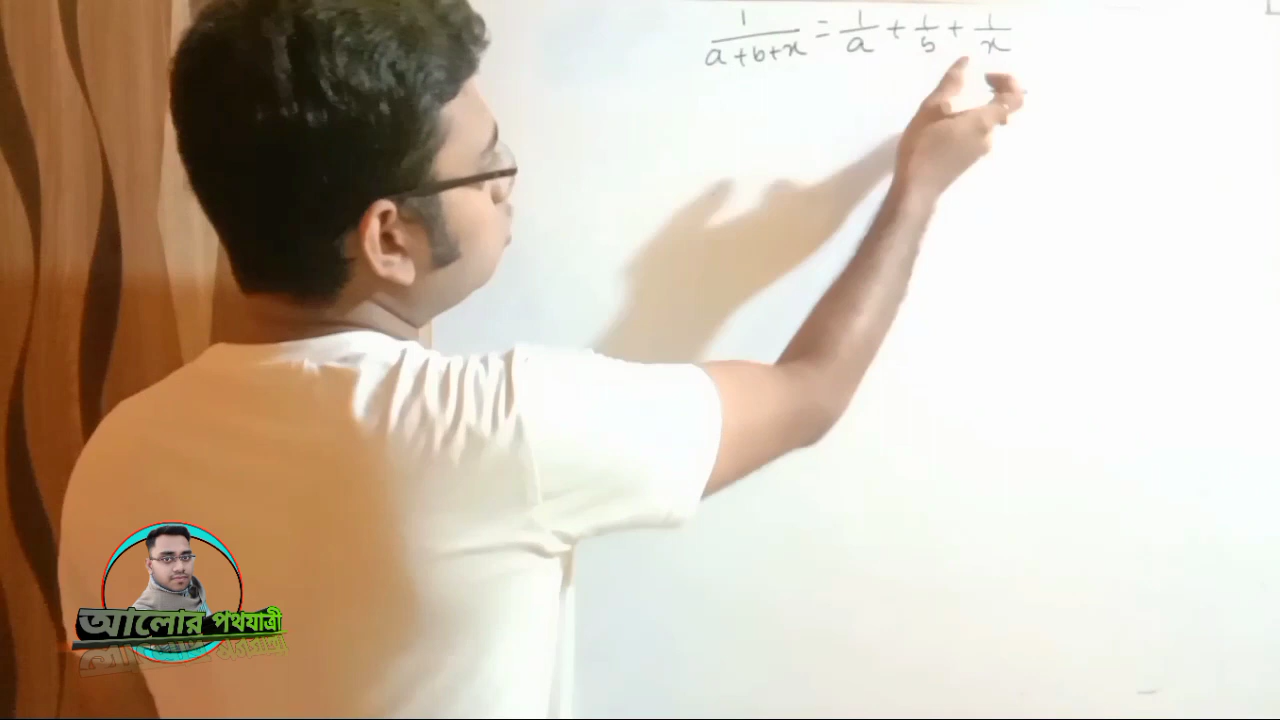 1/(a+b+x) = 1/a + 1/b + 1/x
আলোর পথযাত্রী